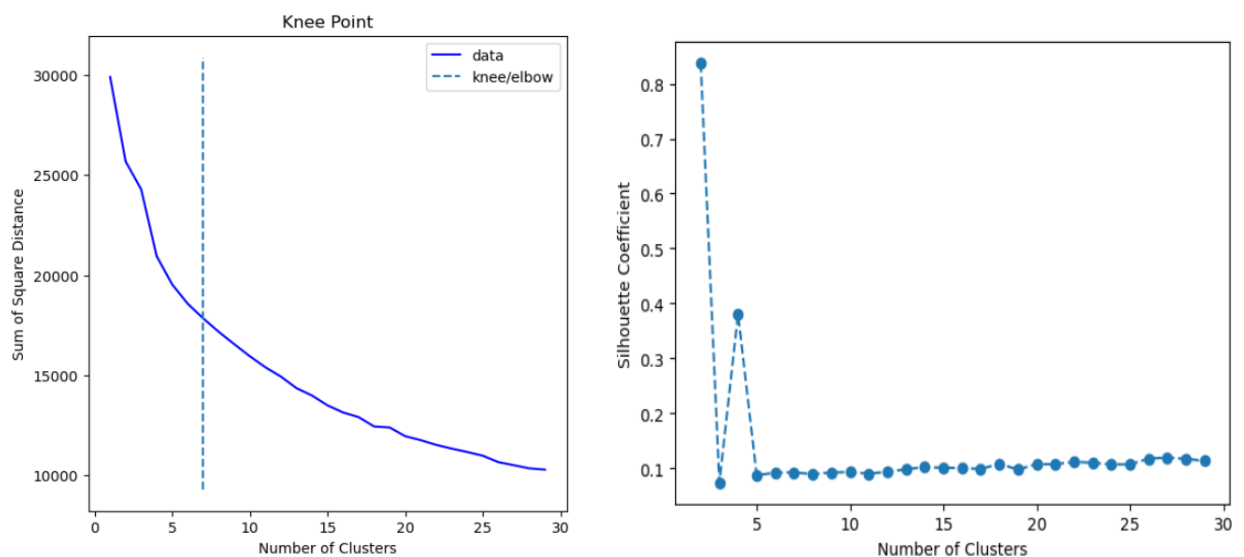 Knee Point
data
knee/elbow
30000
25000
20000
15000
10000
Sum of Square Distance
0 5 10 15 20 25 30
Number of Clusters
0.8
0.7
0.6
0.5
0.4
0.3
0.2
0.1
Silhouette Coefficient
5 10 15 20 25 30
Number of Clusters